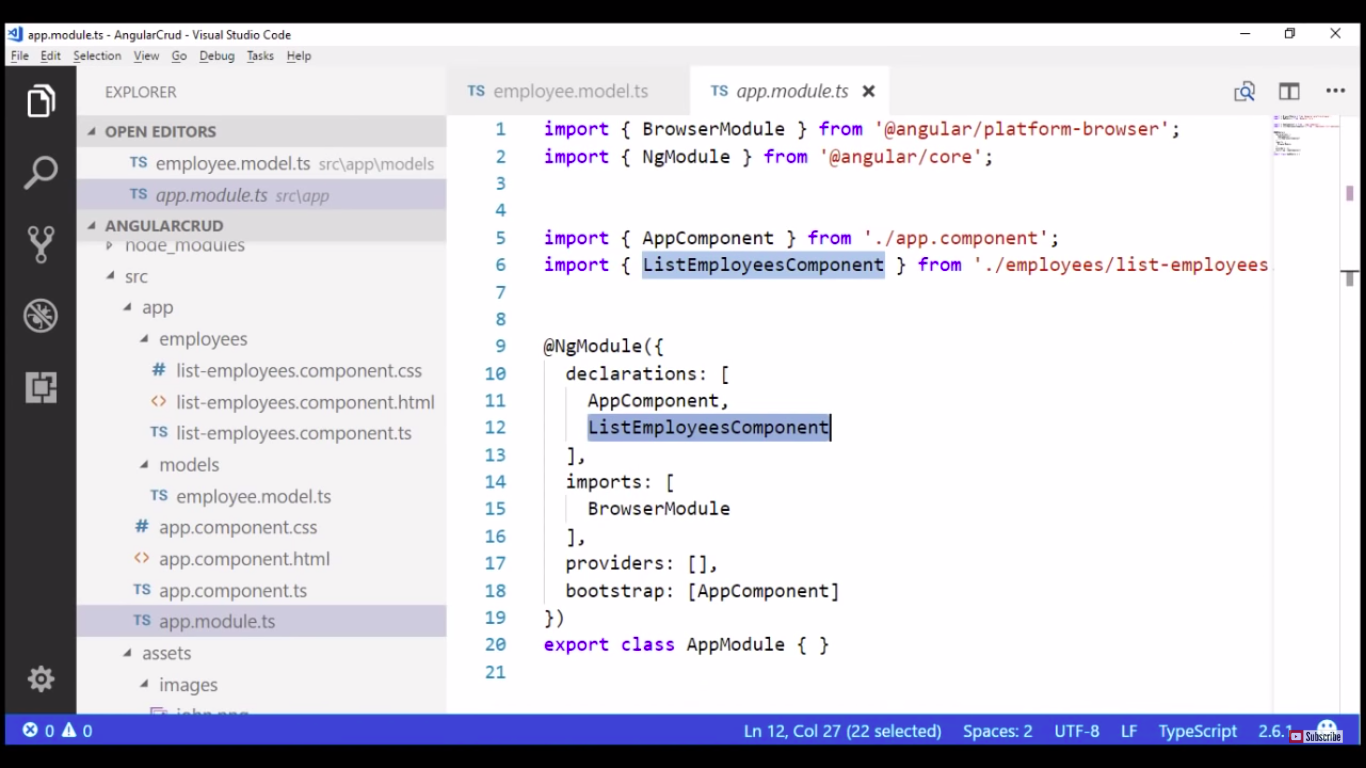 app.module.ts - AngularCrud - Visual Studio Code
File Edit Selection View Go Debug Tasks Help
EXPLORER
OPEN EDITORS
TS employee.model.ts src\app\models
TS app.module.ts src\app
ANGULARCRUD
node_modules
src
app
employees
# list-employees.component.css
<> list-employees.component.html
TS list-employees.component.ts
models
TS employee.model.ts
# app.component.css
<> app.component.html
TS app.component.ts
TS app.module.ts
assets
images
john.png
TS employee.model.ts TS app.module.ts
1 import { BrowserModule } from '@angular/platform-browser';
2 import { NgModule } from '@angular/core';
3
4
5 import { AppComponent } from './app.component';
6 import { ListEmployeesComponent } from './employees/list-employees.
7
8
9 @NgModule({
10 declarations: [
11 AppComponent,
12 ListEmployeesComponent
13 ],
14 imports: [
15 BrowserModule
16 ],
17 providers: [],
18 bootstrap: [AppComponent]
19 })
20 export class AppModule { }
21
0 0 Ln 12, Col 27 (22 selected) Spaces: 2 UTF-8 LF TypeScript 2.6.1
Subscribe